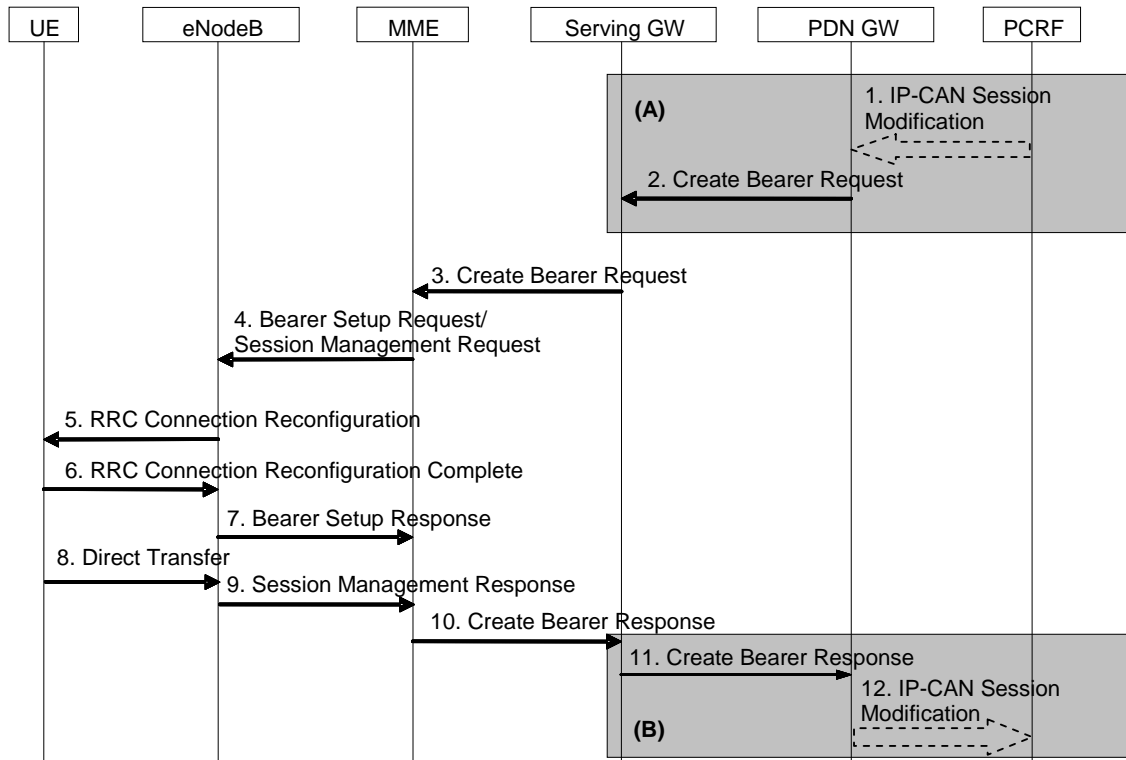 UE
eNodeB
MME
Serving GW
PDN GW
PCRF
(A)
1. IP-CAN Session
Modification
2. Create Bearer Request
3. Create Bearer Request
4. Bearer Setup Request/
Session Management Request
5. RRC Connection Reconfiguration
6. RRC Connection Reconfiguration Complete
7. Bearer Setup Response
8. Direct Transfer
9. Session Management Response
10. Create Bearer Response
11. Create Bearer Response
12. IP-CAN Session
Modification
(B)